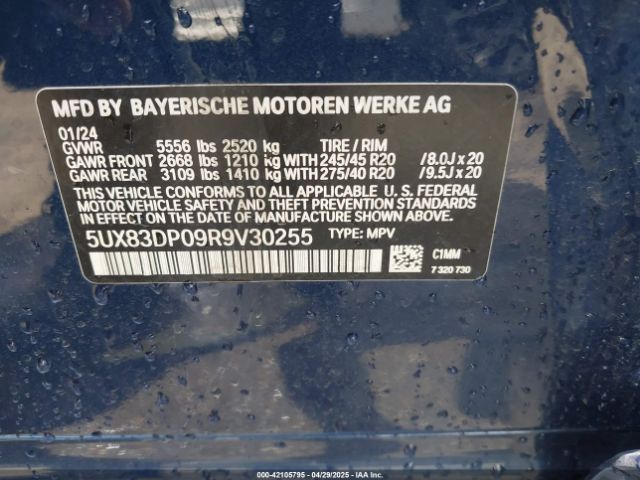 MFD BY BAYERISCHE MOTOREN WERKE AG
01/24
GVWR 5556 lbs 2520 kg TIRE / RIM
GAWR FRONT 2668 lbs 1210 kg WITH 245/45 R20 /8.0J x 20
GAWR REAR 3109 lbs 1410 kg WITH 275/40 R20 /9.5J x 20
THIS VEHICLE CONFORMS TO ALL APPLICABLE U. S. FEDERAL
MOTOR VEHICLE SAFETY AND THEFT PREVENTION STANDARDS
IN EFFECT ON THE DATE OF MANUFACTURE SHOWN ABOVE.
5UX83DP09R9V30255 TYPE: MPV
C1MM
7 320 730
000-42105795 - 04/29/2025 - IAA Inc.